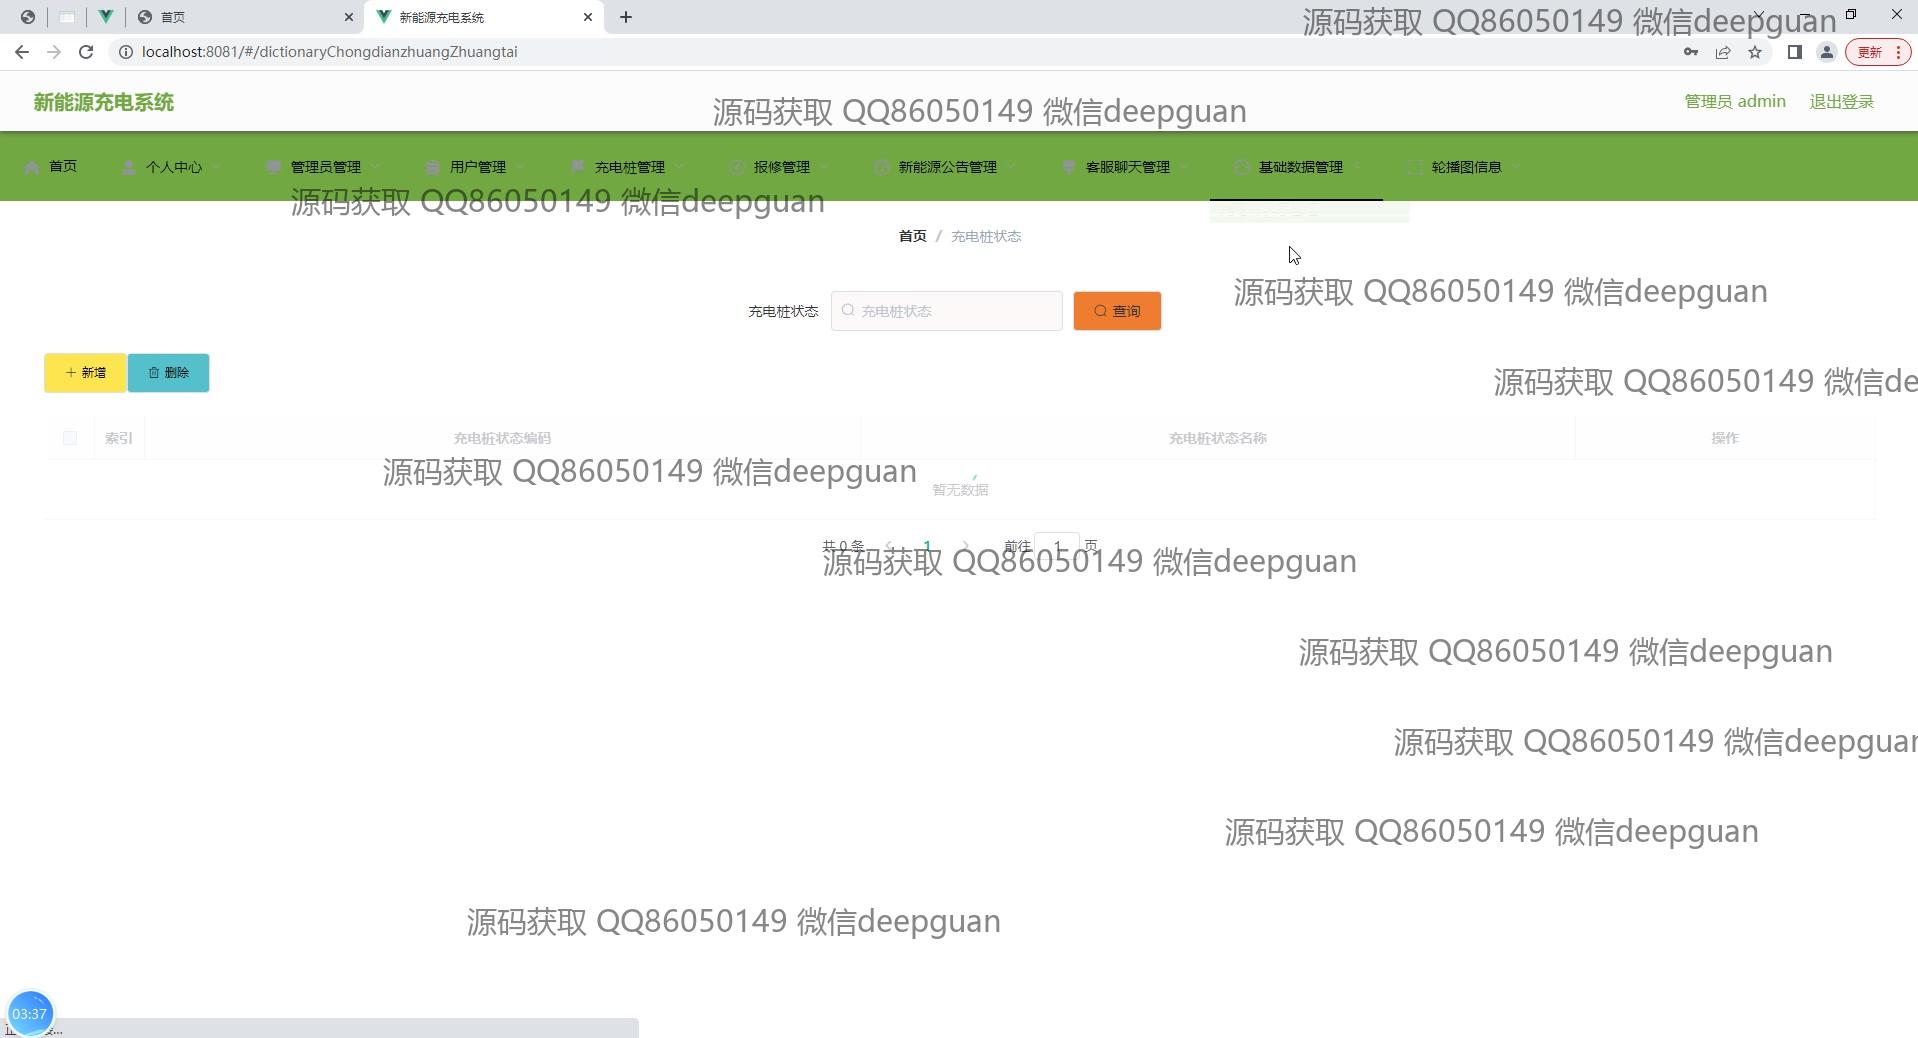 首页
新能源充电系统
源码获取 QQ86050149 微信deepguan
localhost:8081/#/dictionaryChongdianzhuangZhuangtai
更新
新能源充电系统
源码获取 QQ86050149 微信deepguan
管理员 admin
退出登录
首页
个人中心
管理员管理
用户管理
充电桩管理
报修管理
新能源公告管理
客服聊天管理
基础数据管理
轮播图信息
源码获取 QQ86050149 微信deepguan
首页 / 充电桩状态
源码获取 QQ86050149 微信deepguan
充电桩状态
充电桩状态
查询
新增
删除
源码获取 QQ86050149 微信de
索引
充电桩状态编码
充电桩状态名称
操作
源码获取 QQ86050149 微信deepguan
暂无数据
共 0 条
1
前往
1
页
源码获取 QQ86050149 微信deepguan
源码获取 QQ86050149 微信deepguan
源码获取 QQ86050149 微信deepguan
源码获取 QQ86050149 微信deepguan
源码获取 QQ86050149 微信deepguan
03:37